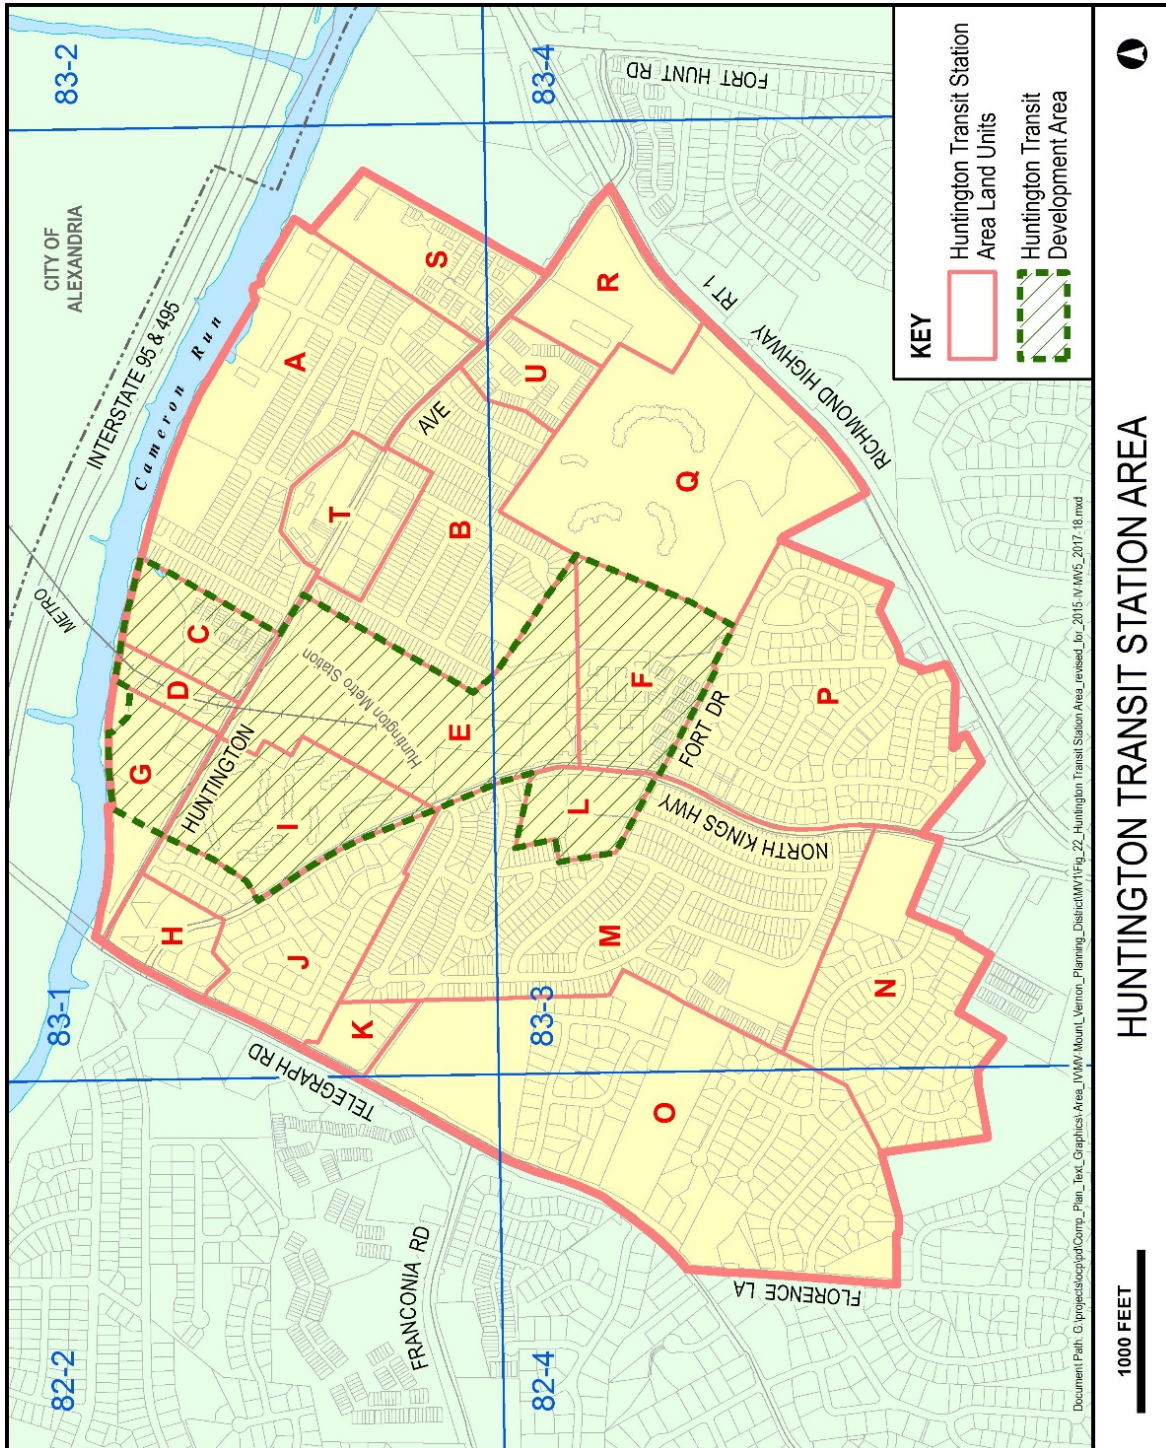 HUNTINGTON TRANSIT STATION AREA
1000 FEET
KEY
Huntington Transit Station
Area Land Units
Huntington Transit
Development Area
82-2
83-1
83-2
82-4
83-3
83-4
CITY OF
ALEXANDRIA
INTERSTATE 95 & 495
Cameron Run
METRO
Huntington Metro Station
HUNTINGTON
AVE
TELEGRAPH RD
FRANCONIA RD
FLORENCE LA
NORTH KINGS HWY
FORT DR
RT 1
RICHMOND HIGHWAY
FORT HUNT RD
A
B
C
D
E
F
G
H
I
J
K
L
M
N
O
P
Q
R
S
T
U